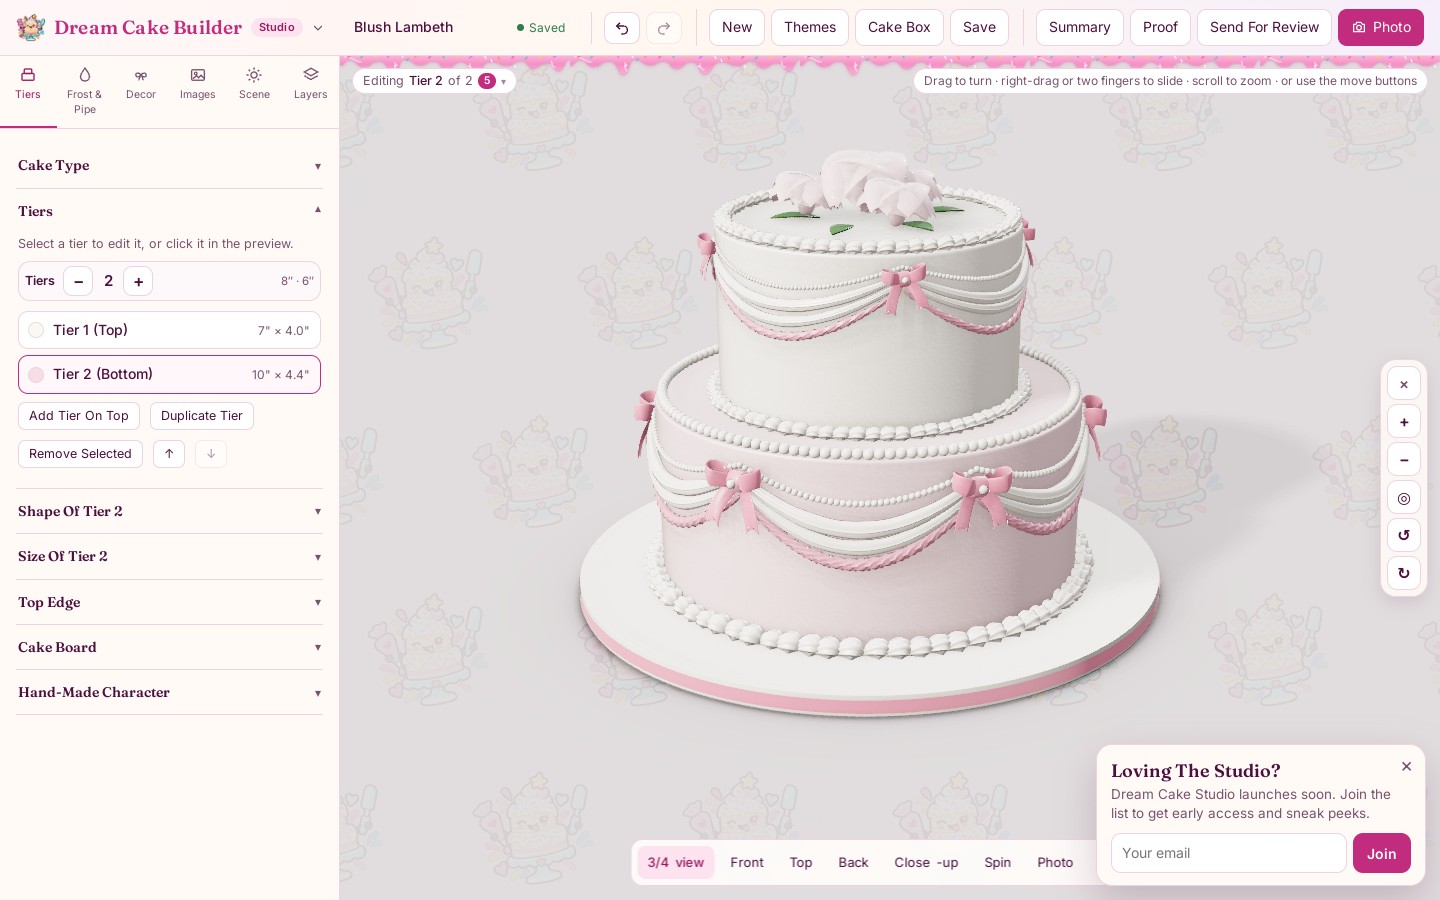 Dream Cake Builder Studio
Blush Lambeth
Saved
New
Themes
Cake Box
Save
Summary
Proof
Send For Review
Photo
Tiers
Frost &
Pipe
Decor
Images
Scene
Layers
Editing Tier 2 of 2 5
Drag to turn · right-drag or two fingers to slide · scroll to zoom · or use the move buttons
Cake Type
Tiers
Select a tier to edit it, or click it in the preview.
Tiers − 2 + 8" · 6"
Tier 1 (Top) 7" × 4.0"
Tier 2 (Bottom) 10" × 4.4"
Add Tier On Top
Duplicate Tier
Remove Selected ↑ ↓
Shape Of Tier 2
Size Of Tier 2
Top Edge
Cake Board
Hand-Made Character
×
+
−
◎
↺
↻
Loving The Studio?
Dream Cake Studio launches soon. Join the
list to get early access and sneak peeks.
Your email
Join
3/4 view
Front
Top
Back
Close -up
Spin
Photo